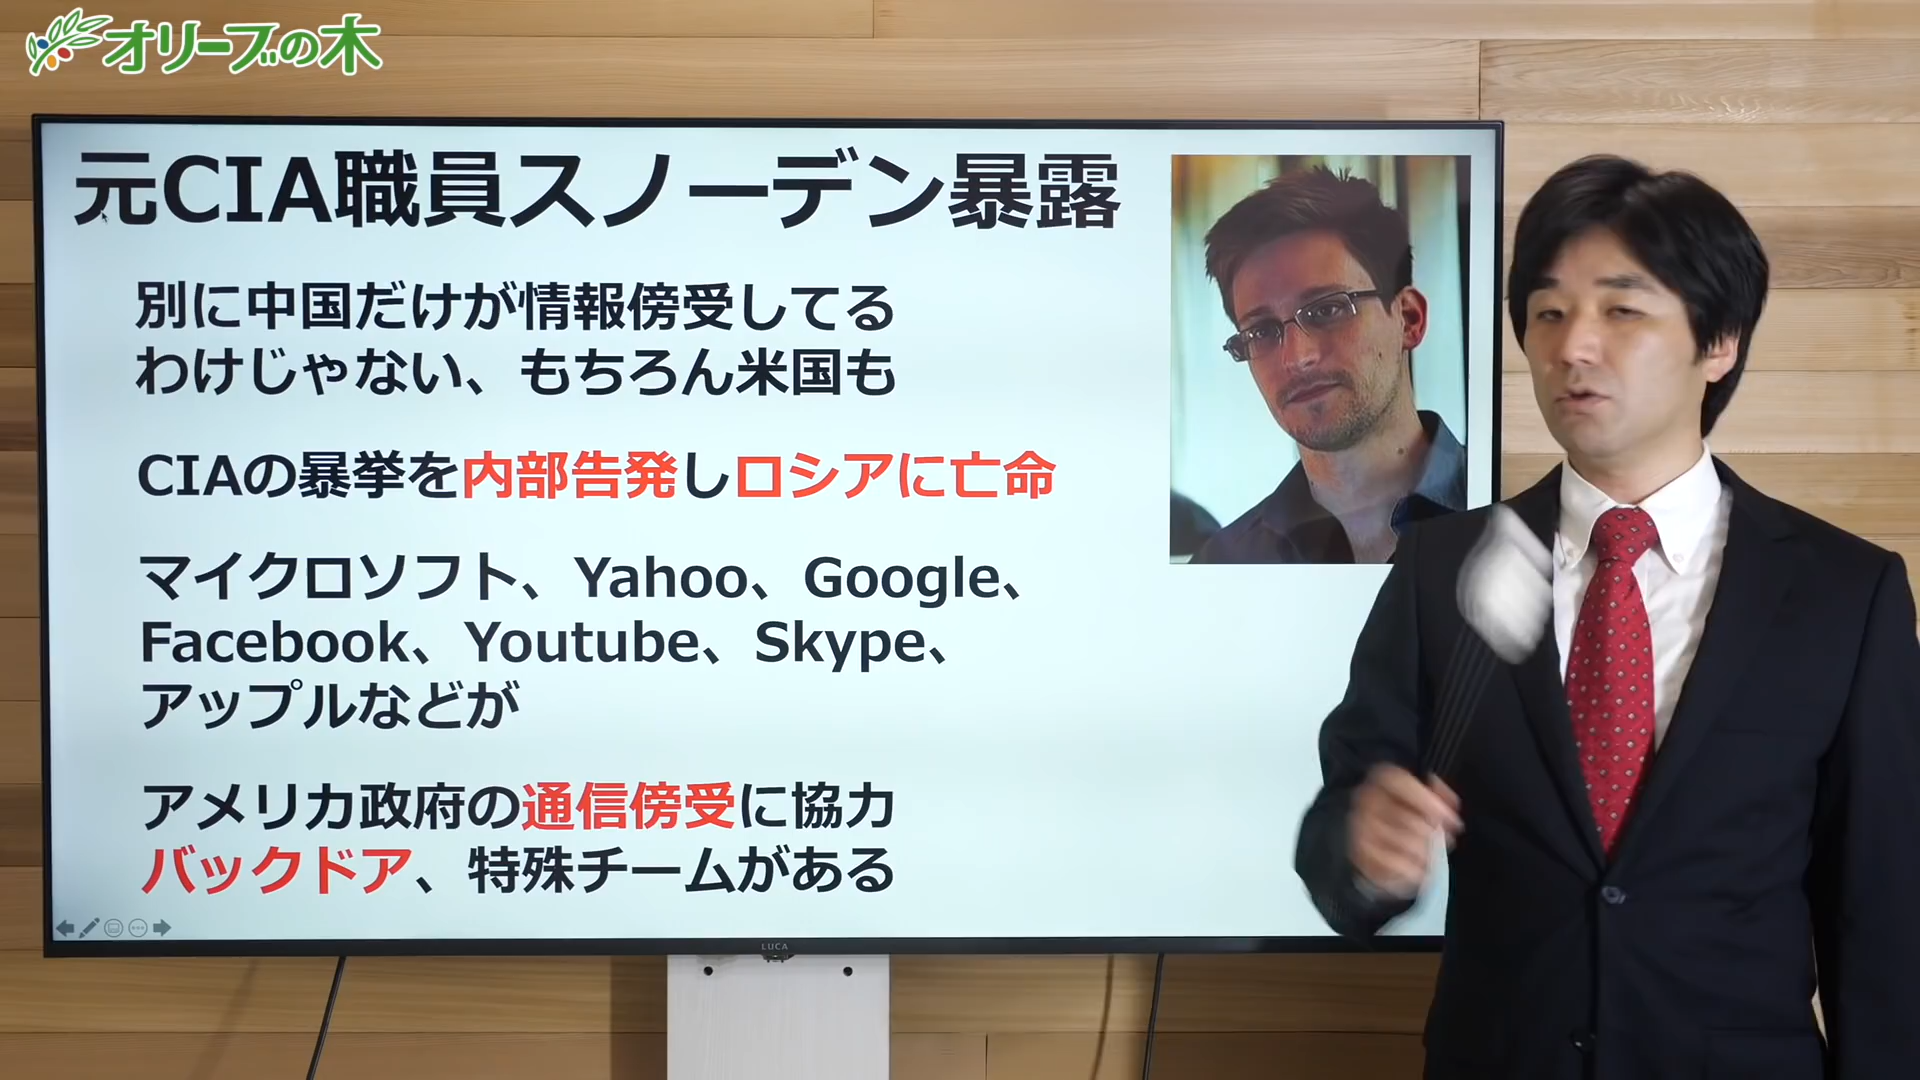 オリーブの木
元CIA職員スノーデン暴露
別に中国だけが情報傍受してる
わけじゃない、もちろん米国も
CIAの暴挙を内部告発しロシアに亡命
マイクロソフト、Yahoo、Google、
Facebook、Youtube、Skype、
アップルなどが
アメリカ政府の通信傍受に協力
バックドア、特殊チームがある
LUCA